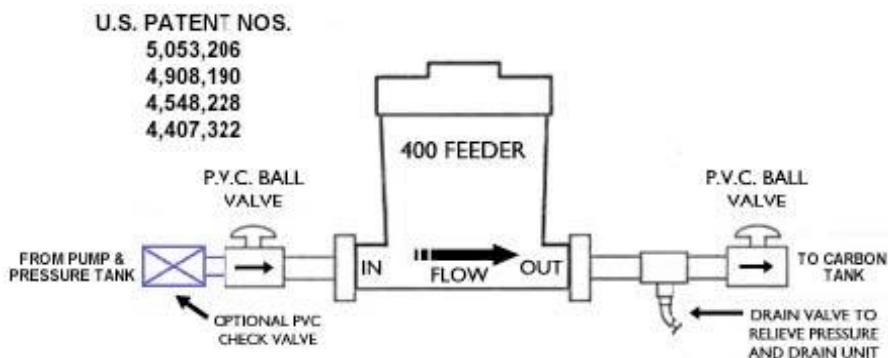 U.S. PATENT NOS.
5,053,206
4,908,190
4,548,228
4,407,322
400 FEEDER
P.V.C. BALL
VALVE
P.V.C. BALL
VALVE
FROM PUMP &
PRESSURE TANK
IN
FLOW
OUT
TO CARBON
TANK
OPTIONAL PVC
CHECK VALVE
DRAIN VALVE TO
RELIEVE PRESSURE
AND DRAIN UNIT